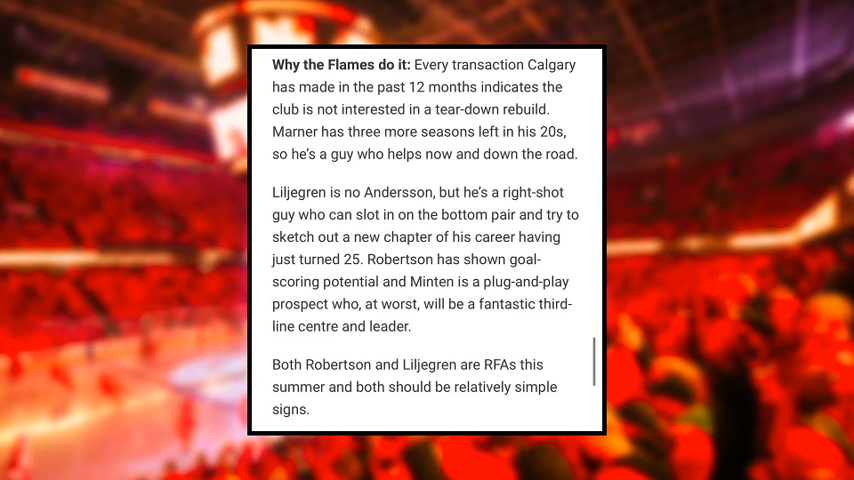 Why the Flames do it: Every transaction Calgary
has made in the past 12 months indicates the
club is not interested in a tear-down rebuild.
Marner has three more seasons left in his 20s,
so he's a guy who helps now and down the road.
Liljegren is no Andersson, but he's a right-shot
guy who can slot in on the bottom pair and try to
sketch out a new chapter of his career having
just turned 25. Robertson has shown goal-
scoring potential and Minten is a plug-and-play
prospect who, at worst, will be a fantastic third-
line centre and leader.
Both Robertson and Liljegren are RFAs this
summer and both should be relatively simple
signs.